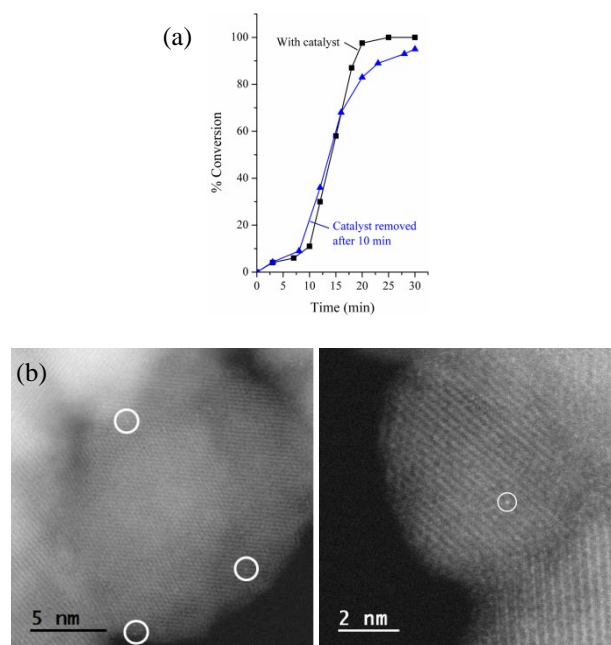 (a)
100
With catalyst
80
60
40
Catalyst removed
after 10 min
20
0
0 5 10 15 20 25 30
% Conversion
Time (min)
(b)
5 nm
2 nm